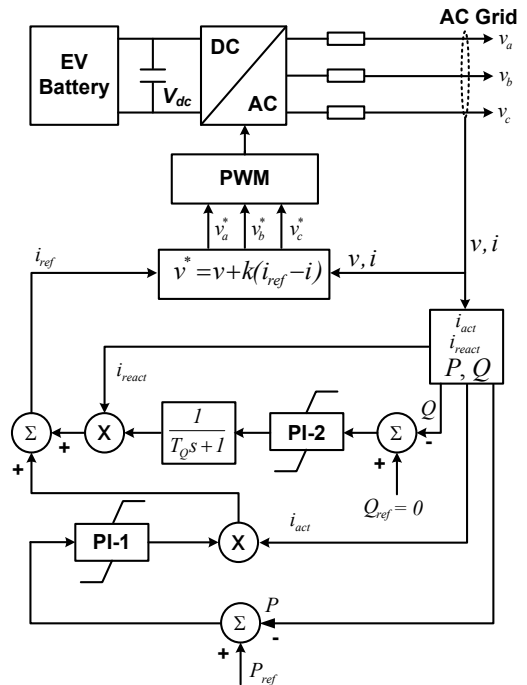 AC Grid
EV
Battery
V_dc
DC
AC
v_a
v_b
v_c
PWM
v_a^*
v_b^*
v_c^*
i_ref
v^* = v+k(i_ref – i)
v, i
v, i
i_act
i_react
P, Q
i_react
Q
Σ
+
+
X
1
T_Q s + 1
PI-2
Σ
-
+
Q_ref = 0
PI-1
X
i_act
P
Σ
-
+
P_ref